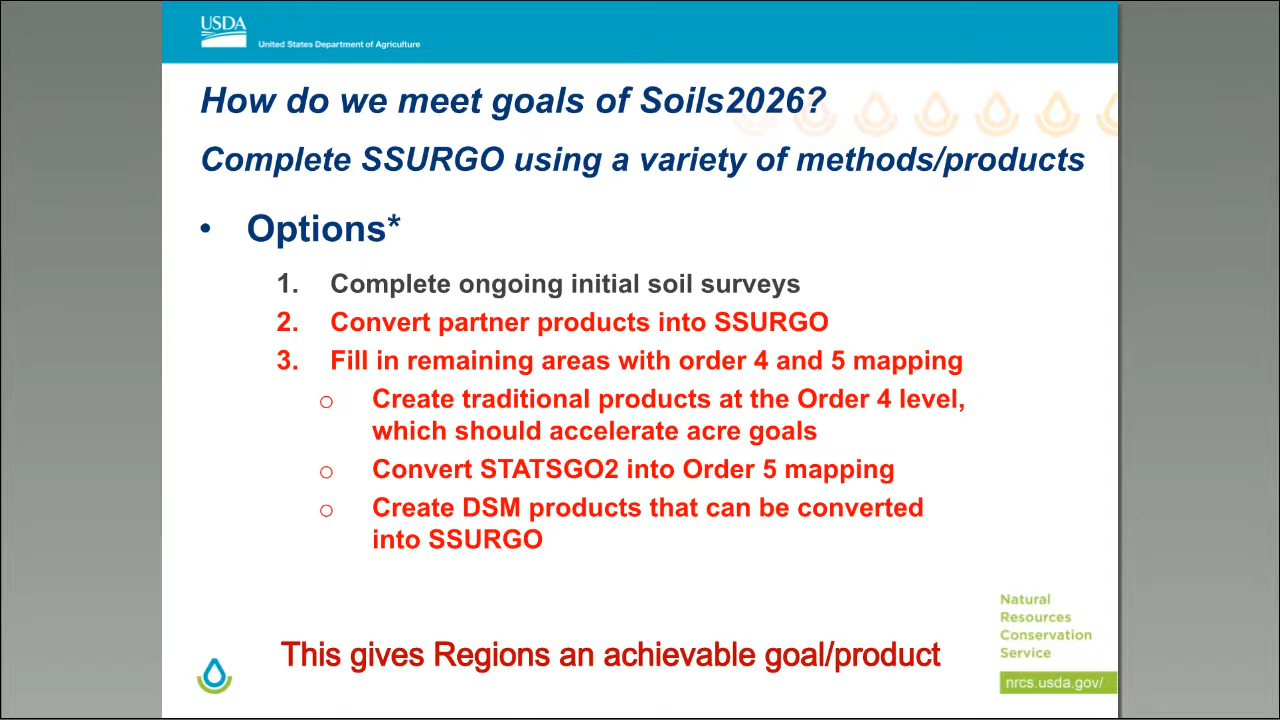 USDA
United States Department of Agriculture
How do we meet goals of Soils2026?
Complete SSURGO using a variety of methods/products
• Options*
1. Complete ongoing initial soil surveys
2. Convert partner products into SSURGO
3. Fill in remaining areas with order 4 and 5 mapping
o Create traditional products at the Order 4 level,
which should accelerate acre goals
o Convert STATSGO2 into Order 5 mapping
o Create DSM products that can be converted
into SSURGO
Natural
Resources
Conservation
Service
nrcs.usda.gov/
This gives Regions an achievable goal/product